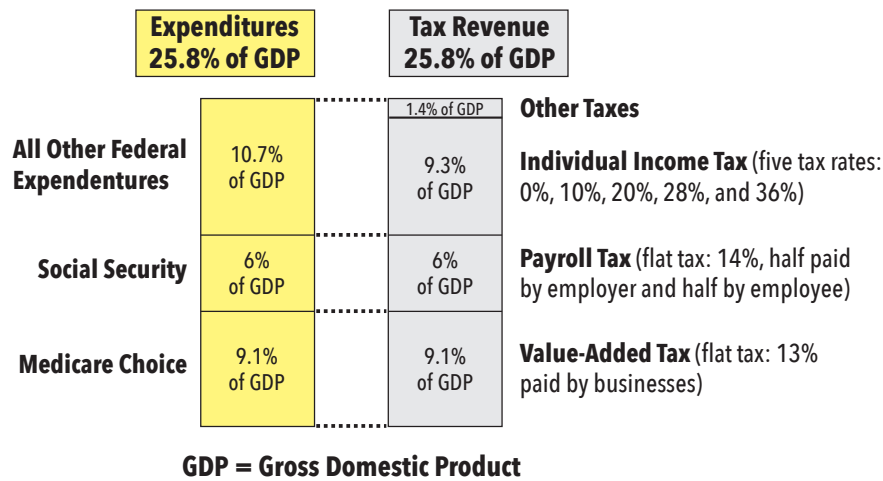 Expenditures
25.8% of GDP
Tax Revenue
25.8% of GDP
1.4% of GDP
Other Taxes
All Other Federal
Expendentures
10.7%
of GDP
9.3%
of GDP
Individual Income Tax (five tax rates:
0%, 10%, 20%, 28%, and 36%)
Social Security
6%
of GDP
6%
of GDP
Payroll Tax (flat tax: 14%, half paid
by employer and half by employee)
Medicare Choice
9.1%
of GDP
9.1%
of GDP
Value-Added Tax (flat tax: 13%
paid by businesses)
GDP = Gross Domestic Product